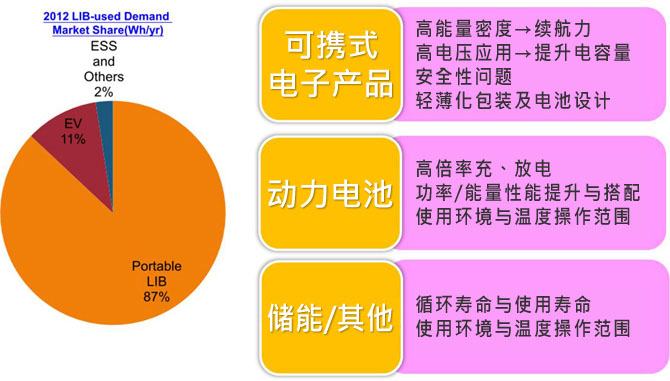 2012 LIB-used Demand
Market Share(Wh/yr)
ESS
and
Others
2%
EV
11%
Portable
LIB
87%
可携式
电子产品
高能量密度→续航力
高电压应用→提升电容量
安全性问题
轻薄化包装及电池设计
动力电池
高倍率充、放电
功率/能量性能提升与搭配
使用环境与温度操作范围
储能/其他
循环寿命与使用寿命
使用环境与温度操作范围